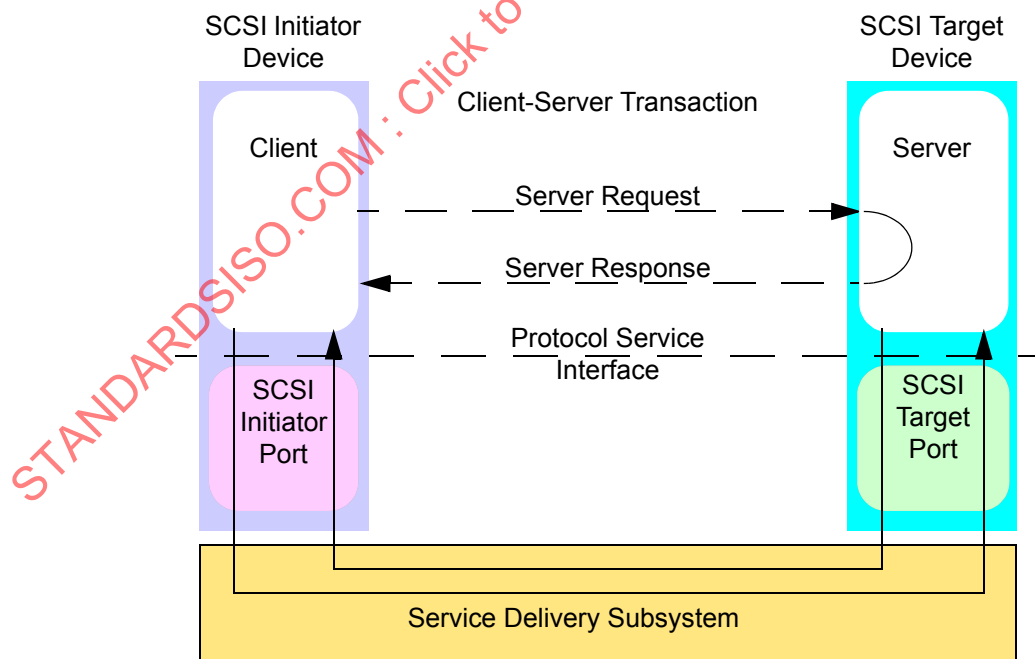 SCSI Initiator
Device
SCSI Target
Device
Client-Server Transaction
Client
Server
Server Request
Server Response
Protocol Service
Interface
SCSI
Initiator
Port
SCSI
Target
Port
Service Delivery Subsystem
STANDARDSISO.COM : Click to